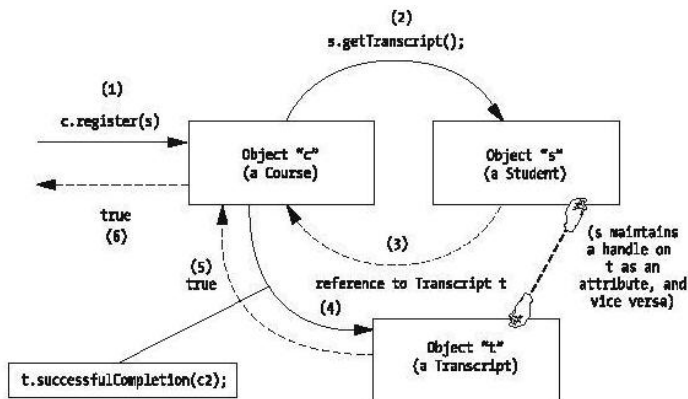 (2)
s.getTranscript();
(1)
c.register(s)
Object "c"
(a Course)
Object "s"
(a Student)
true
(6)
(3)
(s maintains
a handle on
t as an
attribute, and
vice versa)
(5)
true
reference to Transcript t
(4)
Object "t"
(a Transcript)
t.successfulCompletion(c2);